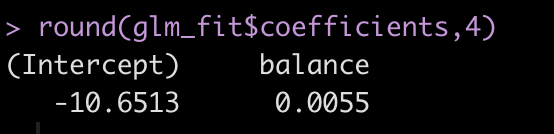 > round(glm_fit$coefficients,4)
(Intercept)     balance
   -10.6513      0.0055